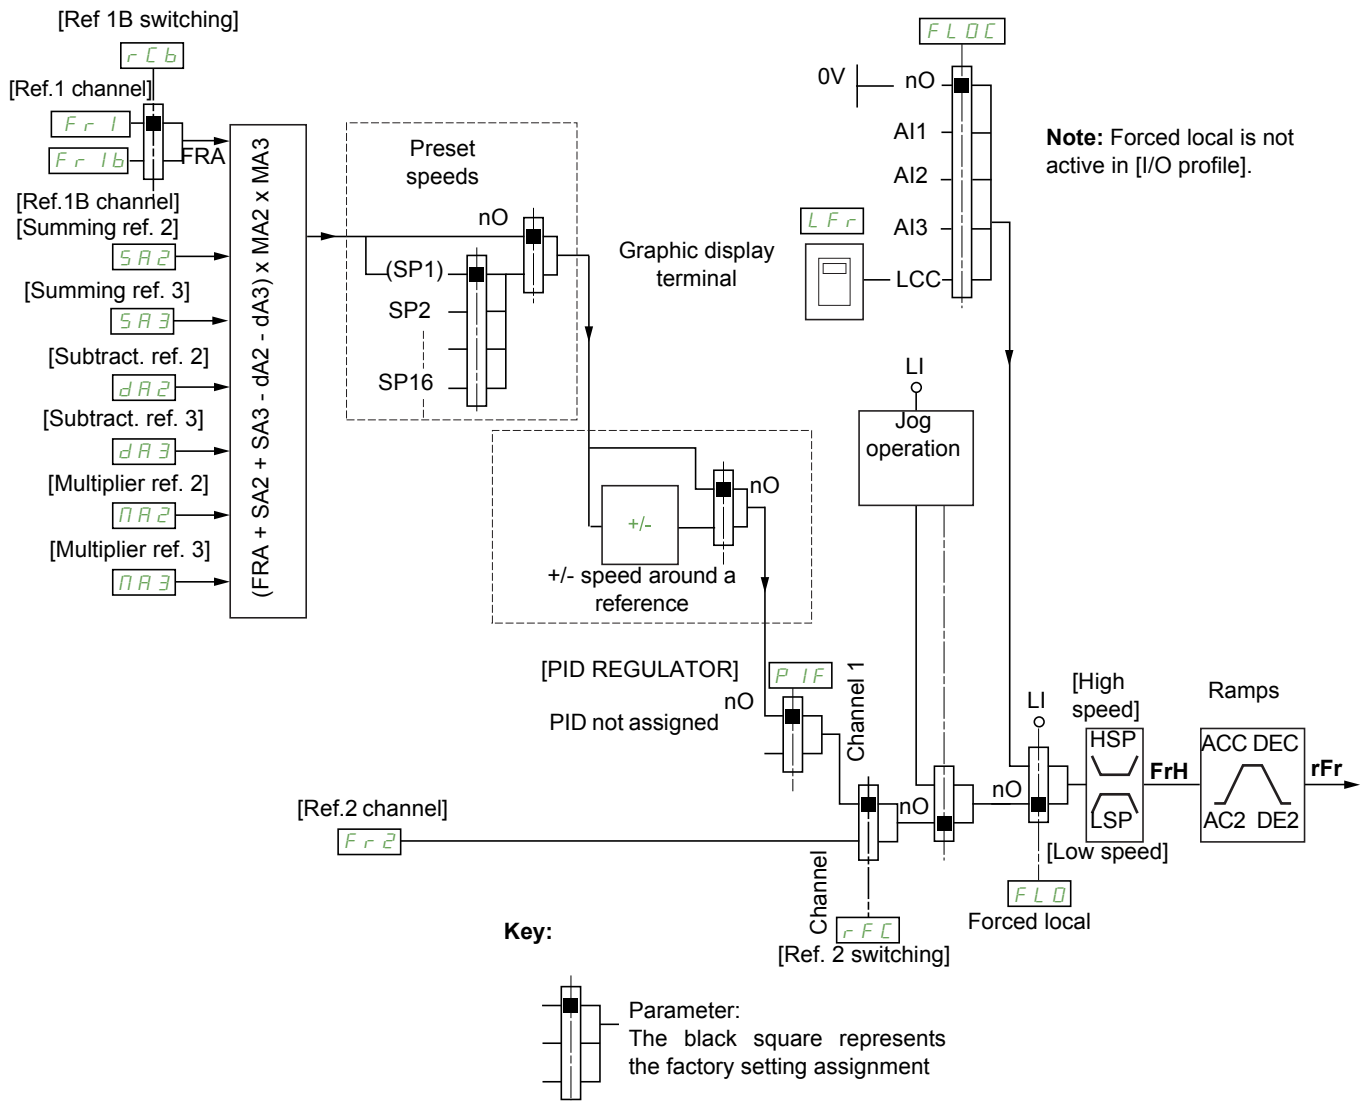 [Ref 1B switching]
rCb
[Ref.1 channel]
Fr1
Fr1b
FRA
[Ref.1B channel]
[Summing ref. 2]
SA2
[Summing ref. 3]
SA3
[Subtract. ref. 2]
dA2
[Subtract. ref. 3]
dA3
[Multiplier ref. 2]
MA2
[Multiplier ref. 3]
MA3
(FRA + SA2 + SA3 - dA2 - dA3) x MA2 x MA3
Preset
speeds
nO
(SP1)
SP2
SP16
+/-
nO
+/- speed around a
reference
FLOC
0V
nO
AI1
AI2
AI3
LCC
LFr
Graphic display
terminal
Note: Forced local is not
active in [I/O profile].
LI
Jog
operation
[PID REGULATOR]
PIF
nO
PID not assigned
Channel 1
[Ref.2 channel]
Fr2
Channel
rFC
[Ref. 2 switching]
nO
nO
LI
FLO
Forced local
[High
speed]
HSP
LSP
[Low speed]
FrH
Ramps
ACC DEC
AC2 DE2
rFr
Key:
Parameter:
The black square represents
the factory setting assignment